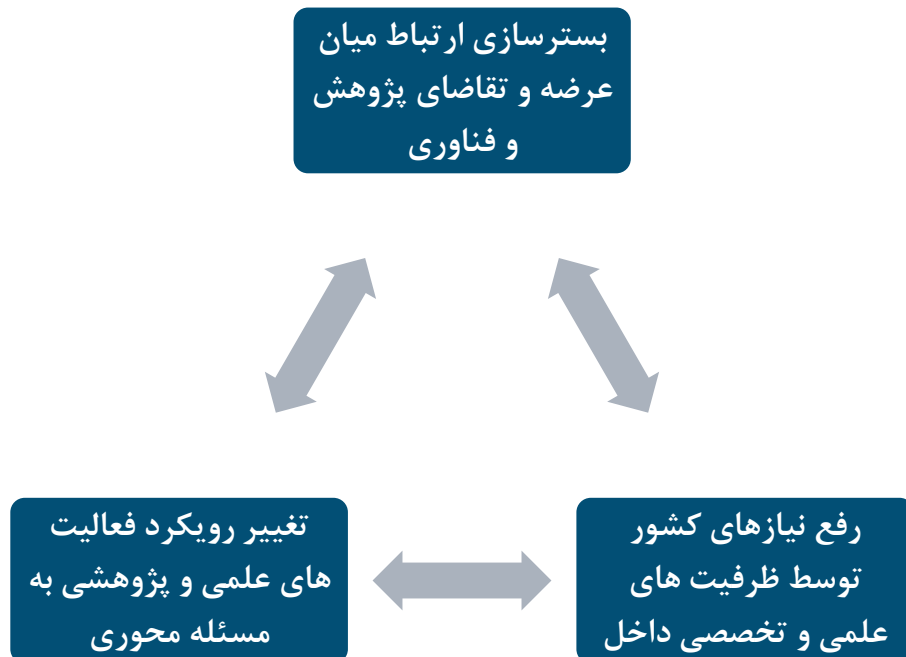 بسترسازی ارتباط میان
عرضه و تقاضای پژوهش
و فناوری
رفع نیازهای کشور
توسط ظرفیت های
علمی و تخصصی داخل
تغییر رویکرد فعالیت
های علمی و پژوهشی به
مسئله محوری